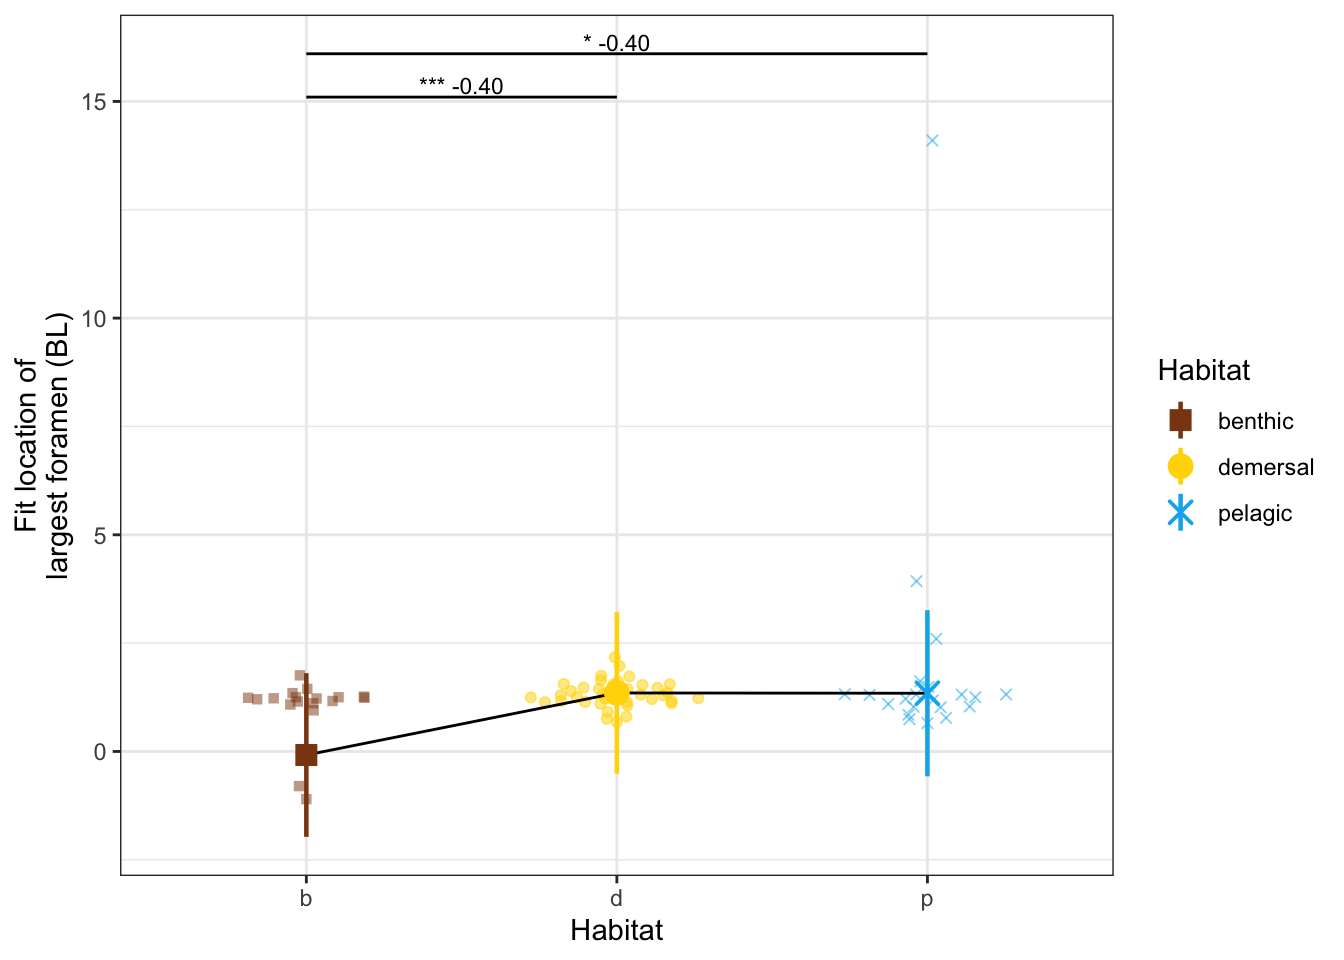 * -0.40
*** -0.40
15
10
5
0
Fit location of
largest foramen (BL)
b
d
p
Habitat
Habitat
benthic
demersal
pelagic